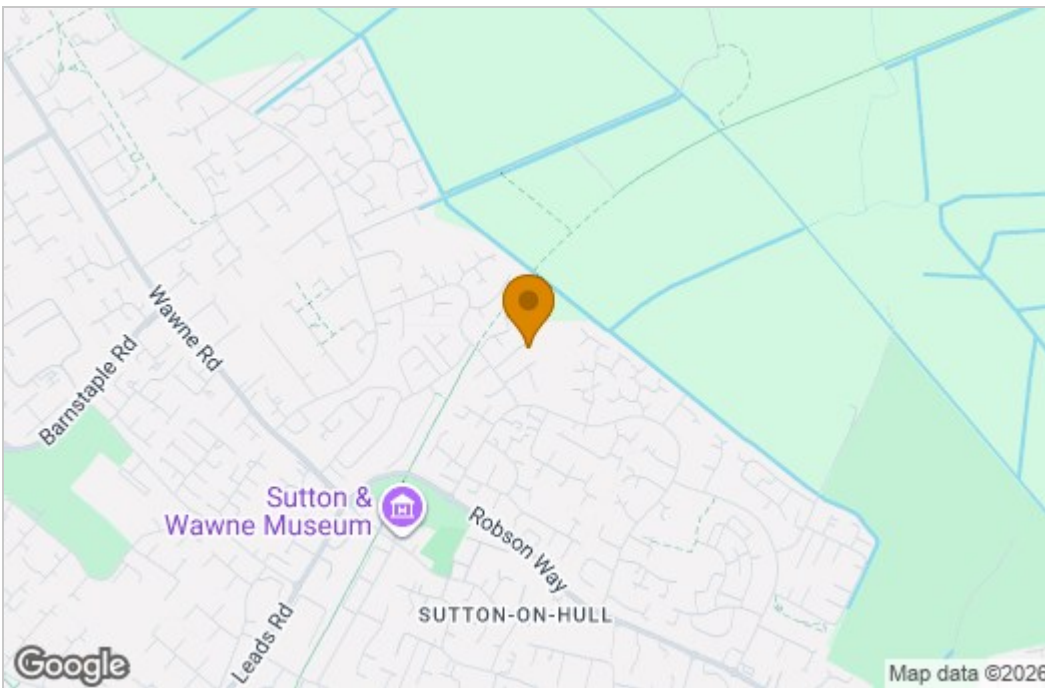 Wawne Rd
Barnstaple Rd
Sutton &
Wawne Museum
Robson Way
SUTTON-ON-HULL
Leads Rd
Google
Map data ©2026